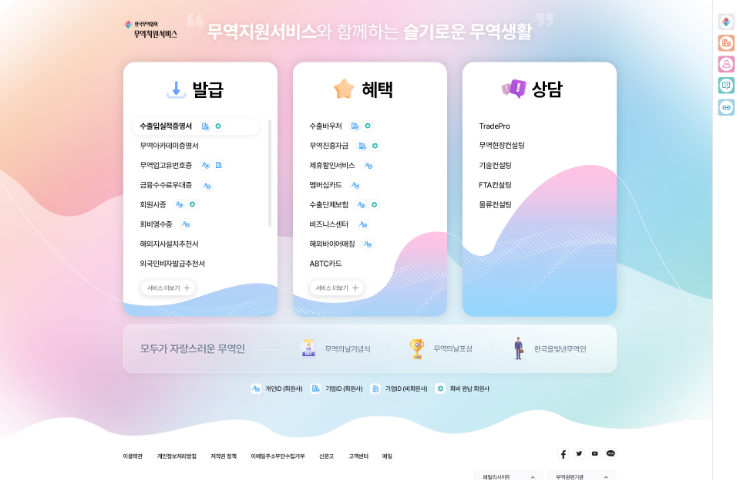 한국무역협회
무역지원서비스
무역지원서비스와 함께하는 슬기로운 무역생활
발급
수출입실적증명서
무역아카데미증명서
무역업고유번호증
금융수수료우대증
회원사증
회비영수증
해외지사설치추천서
외국인비자발급추천서
서비스 더보기
혜택
수출바우처
무역진흥자금
제휴할인서비스
멤버십카드
수출단체보험
비즈니스센터
해외바이어매칭
ABTC카드
서비스 더보기
상담
TradePro
무역현장컨설팅
기술컨설팅
FTA컨설팅
물류컨설팅
모두가 자랑스러운 무역인
무역의날기념식
무역의날포상
한국을빛낸무역인
개인ID (회원사)
기업ID (회원사)
기업ID (비회원사)
회비 완납 회원사
이용약관
개인정보처리방침
저작권 정책
이메일주소무단수집거부
신문고
고객센터
메일
패밀리사이트
무역관련기관